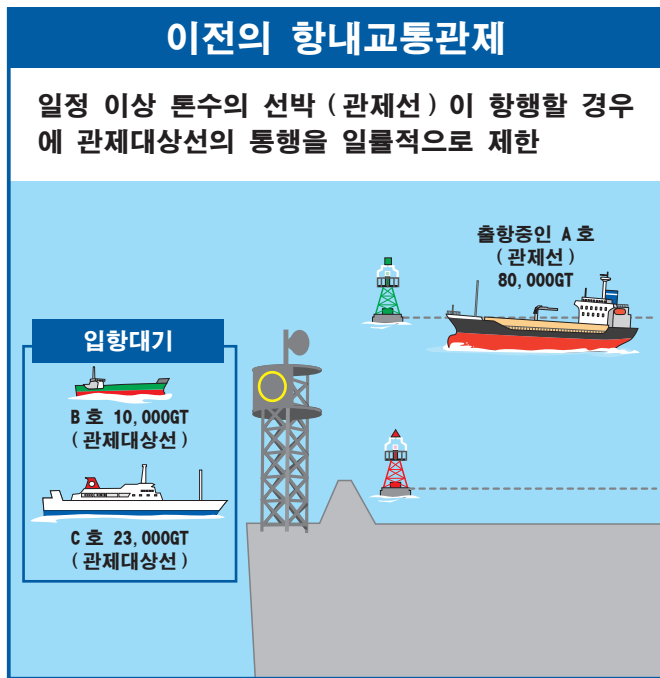 이전의 항내교통관제
일정 이상 톤수의 선박 (관제선) 이 항행할 경우
에 관제대상선의 통행을 일률적으로 제한
출항중인 A 호
(관제선)
80,000GT
입항대기
B 호 10,000GT
(관제대상선)
C 호 23,000GT
(관제대상선)